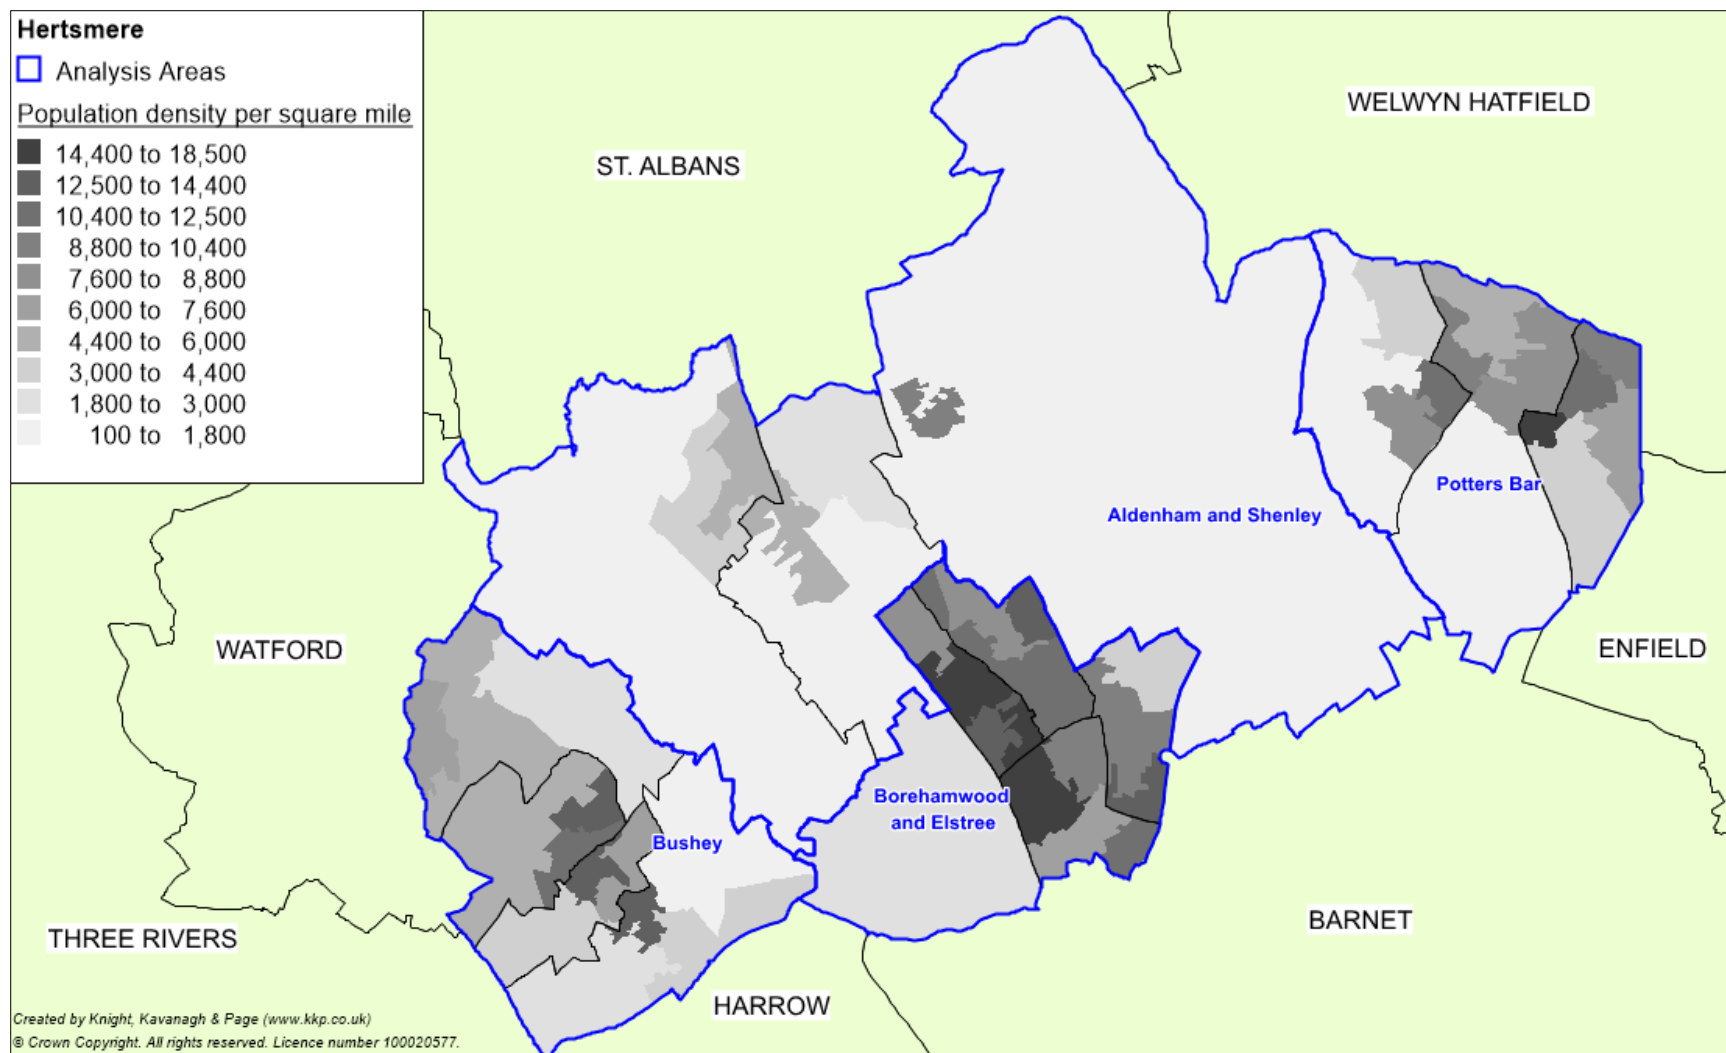 Hertsmere
Analysis Areas
Population density per square mile
14,400 to 18,500
12,500 to 14,400
10,400 to 12,500
8,800 to 10,400
7,600 to 8,800
6,000 to 7,600
4,400 to 6,000
3,000 to 4,400
1,800 to 3,000
100 to 1,800
WELWYN HATFIELD
ST. ALBANS
Potters Bar
Aldenham and Shenley
WATFORD
ENFIELD
Borehamwood
and Elstree
Bushey
BARNET
THREE RIVERS
HARROW
Created by Knight, Kavanagh & Page (www.kkp.co.uk)
© Crown Copyright. All rights reserved. Licence number 100020577.